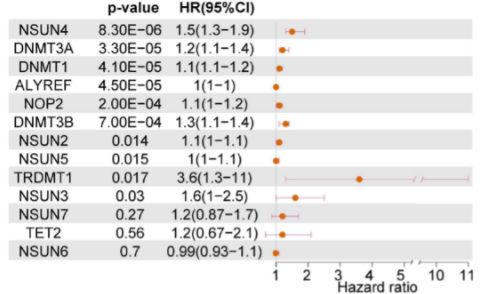 p-value HR(95%CI)
NSUN4 8.30E-06 1.5(1.3−1.9)
DNMT3A 3.30E-05 1.2(1.1−1.4)
DNMT1 4.10E-05 1.1(1.1−1.2)
ALYREF 4.50E-05 1(1−1)
NOP2 2.00E-04 1.1(1.1−1.2)
DNMT3B 7.00E-04 1.3(1.1−1.4)
NSUN2 0.014 1.1(1−1.1)
NSUN5 0.015 1(1−1.1)
TRDMT1 0.017 3.6(1.3−11)
NSUN3 0.03 1.6(1−2.5)
NSUN7 0.27 1.2(0.87−1.7)
TET2 0.56 1.2(0.67−2.1)
NSUN6 0.7 0.99(0.93−1.1)
1 2 3 4 5 10 11
Hazard ratio